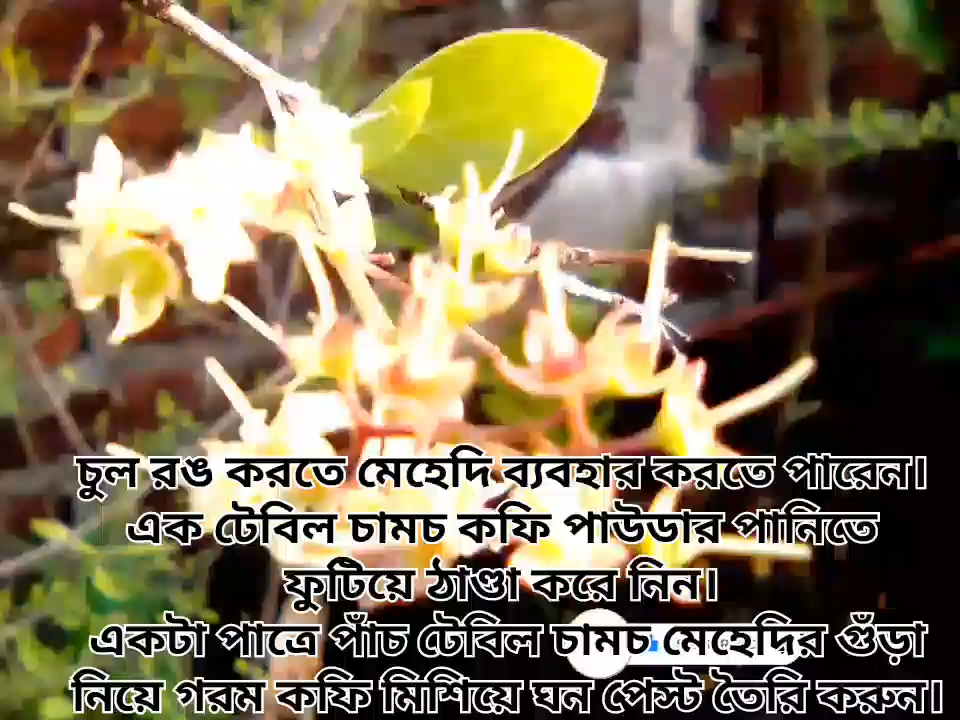 চুল রঙ করতে মেহেদি ব্যবহার করতে পারেন।
এক টেবিল চামচ কফি পাউডার পানিতে
ফুটিয়ে ঠাণ্ডা করে নিন।
একটা পাত্রে পাঁচ টেবিল চামচ মেহেদির গুঁড়া
নিয়ে গরম কফি মিশিয়ে ঘন পেস্ট তৈরি করুন।